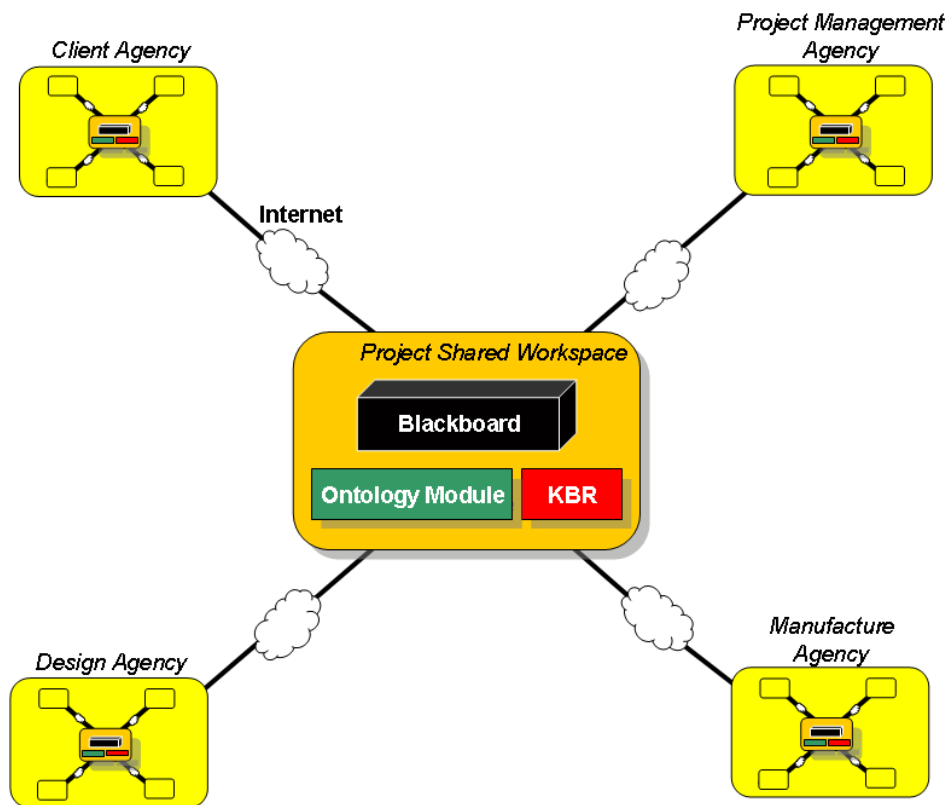 Client Agency
Project Management
Agency
Internet
Project Shared Workspace
Blackboard
Ontology Module
KBR
Design Agency
Manufacture
Agency